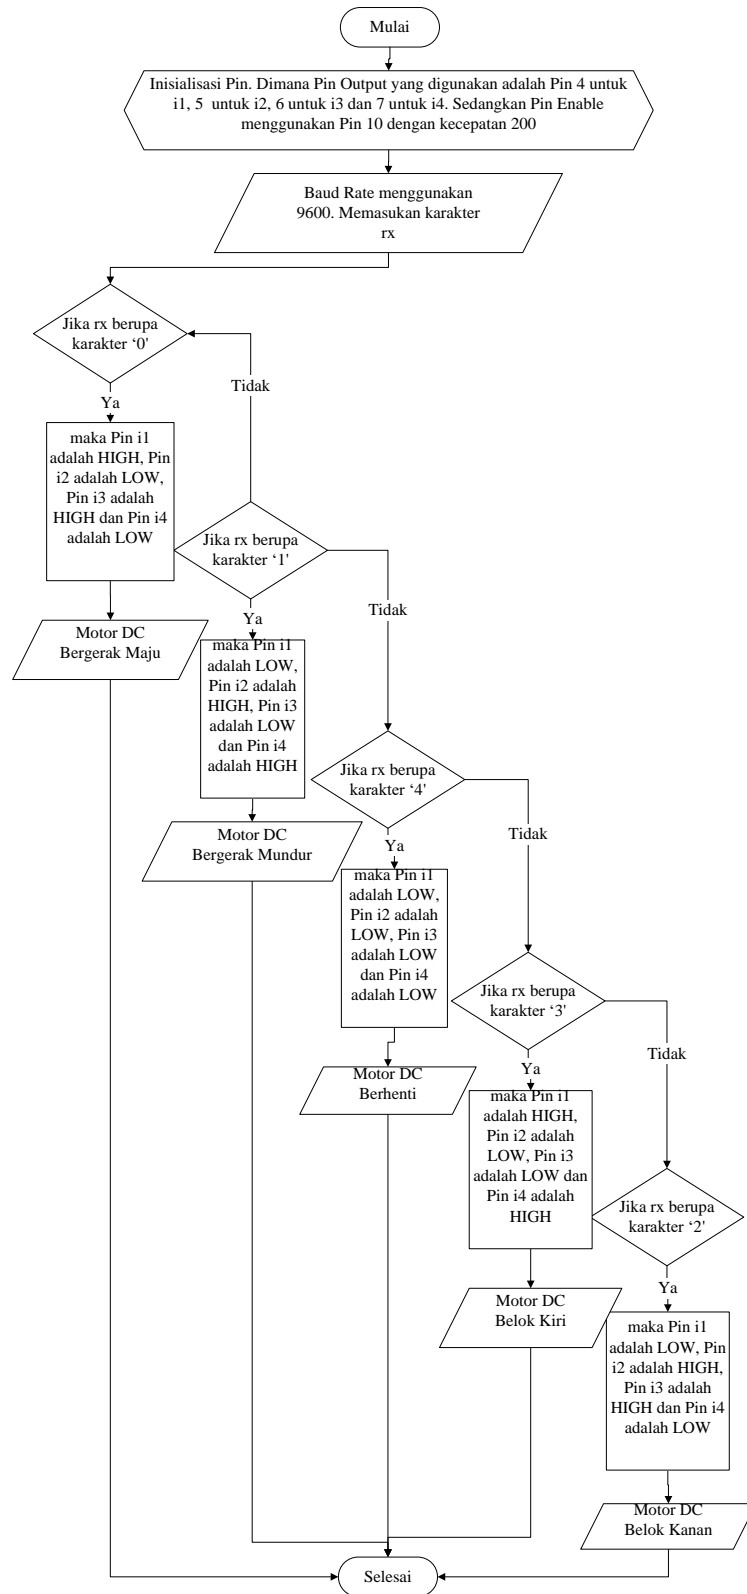 Mulai
Inisialisasi Pin. Dimana Pin Output yang digunakan adalah Pin 4 untuk
i1, 5 untuk i2, 6 untuk i3 dan 7 untuk i4. Sedangkan Pin Enable
menggunakan Pin 10 dengan kecepatan 200
Baud Rate menggunakan
9600. Memasukan karakter
rx
Jika rx berupa
karakter ‘0’
Tidak
Ya
maka Pin i1
adalah HIGH, Pin
i2 adalah LOW,
Pin i3 adalah
HIGH dan Pin i4
adalah LOW
Motor DC
Bergerak Maju
Jika rx berupa
karakter ‘1’
Tidak
Ya
maka Pin i1
adalah LOW,
Pin i2 adalah
HIGH, Pin i3
adalah LOW
dan Pin i4
adalah HIGH
Motor DC
Bergerak Mundur
Jika rx berupa
karakter ‘4’
Tidak
Ya
maka Pin i1
adalah LOW,
Pin i2 adalah
LOW, Pin i3
adalah LOW
dan Pin i4
adalah LOW
Motor DC
Berhenti
Jika rx berupa
karakter ‘3’
Tidak
Ya
maka Pin i1
adalah HIGH,
Pin i2 adalah
LOW, Pin i3
adalah LOW dan
Pin i4 adalah
HIGH
Motor DC
Belok Kiri
Jika rx berupa
karakter ‘2’
Ya
maka Pin i1
adalah LOW, Pin
i2 adalah HIGH,
Pin i3 adalah
HIGH dan Pin i4
adalah LOW
Motor DC
Belok Kanan
Selesai